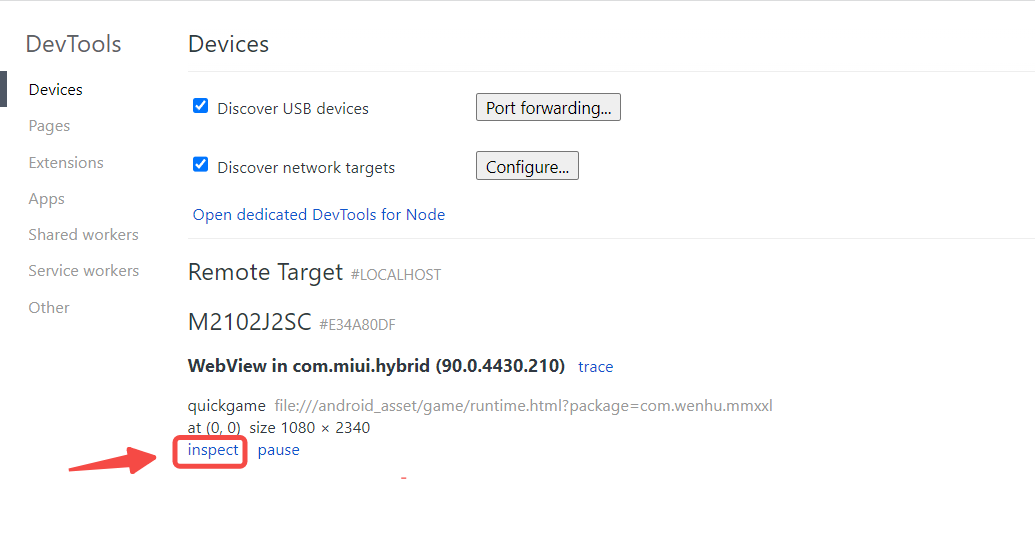 DevTools
Devices
Pages
Extensions
Apps
Shared workers
Service workers
Other
Devices
Discover USB devices Port forwarding...
Discover network targets Configure...
Open dedicated DevTools for Node
Remote Target #LOCALHOST
M2102J2SC #E34A80DF
WebView in com.miui.hybrid (90.0.4430.210) trace
quickgame file:///android_asset/game/runtime.html?package=com.wenhu.mmxxl
at (0, 0) size 1080 × 2340
inspect pause